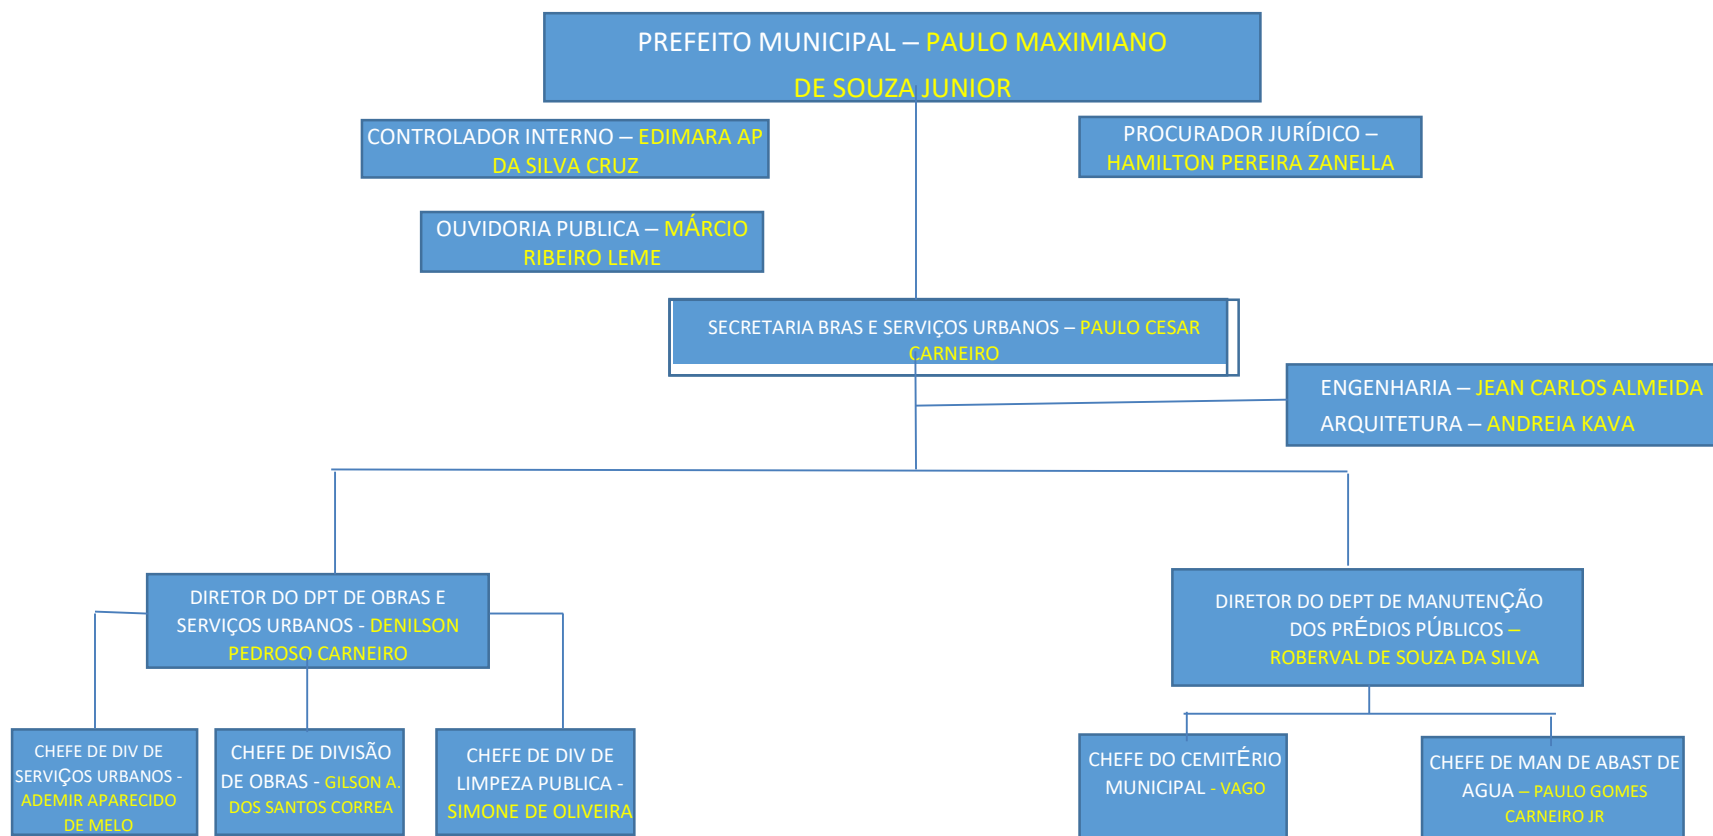 PREFEITO MUNICIPAL – PAULO MAXIMIANO
DE SOUZA JUNIOR
CONTROLADOR INTERNO – EDIMARA AP
DA SILVA CRUZ
PROCURADOR JURÍDICO –
HAMILTON PEREIRA ZANELLA
OUVIDORIA PUBLICA – MÁRCIO
RIBEIRO LEME
SECRETARIA BRAS E SERVIÇOS URBANOS – PAULO CESAR
CARNEIRO
ENGENHARIA – JEAN CARLOS ALMEIDA
ARQUITETURA – ANDREIA KAVA
DIRETOR DO DPT DE OBRAS E
SERVIÇOS URBANOS - DENILSON
PEDROSO CARNEIRO
DIRETOR DO DEPT DE MANUTENÇÃO
DOS PRÉDIOS PÚBLICOS –
ROBERVAL DE SOUZA DA SILVA
CHEFE DE DIV DE
SERVIÇOS URBANOS -
ADEMIR APARECIDO
DE MELO
CHEFE DE DIVISÃO
DE OBRAS - GILSON A.
DOS SANTOS CORREA
CHEFE DE DIV DE
LIMPEZA PUBLICA -
SIMONE DE OLIVEIRA
CHEFE DO CEMITÉRIO
MUNICIPAL - VAGO
CHEFE DE MAN DE ABAST DE
AGUA – PAULO GOMES
CARNEIRO JR